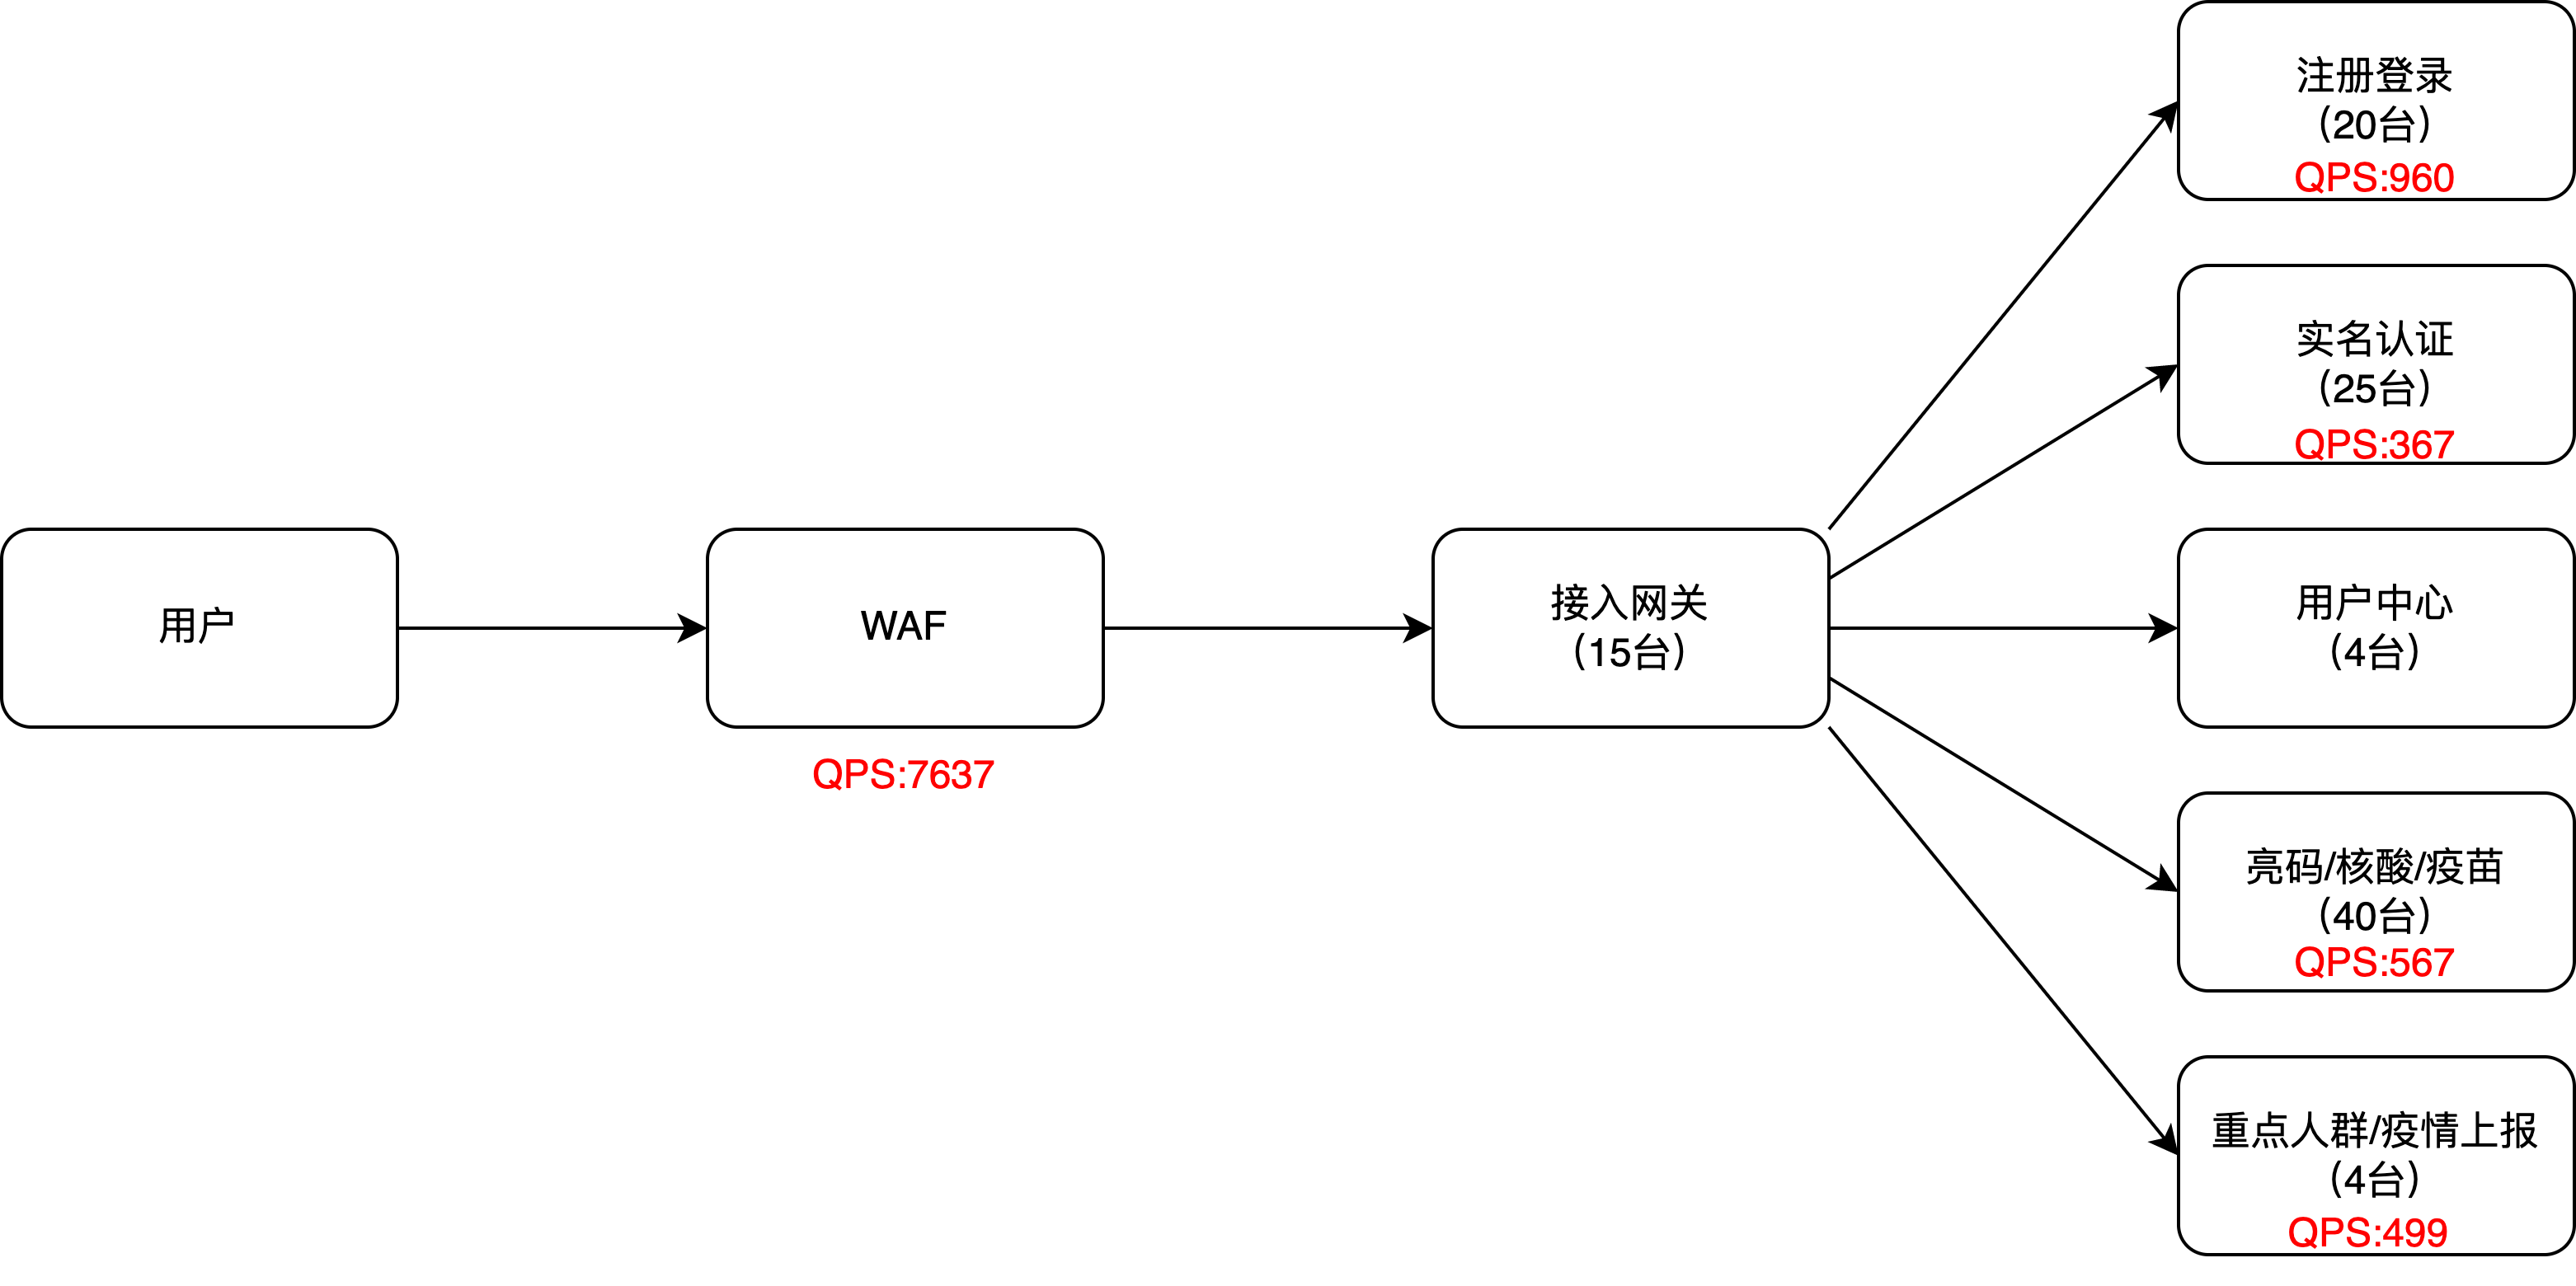 用户
WAF
QPS:7637
接入网关
(15台)
注册登录
(20台)
QPS:960
实名认证
(25台)
QPS:367
用户中心
(4台)
亮码/核酸/疫苗
(40台)
QPS:567
重点人群/疫情上报
(4台)
QPS:499